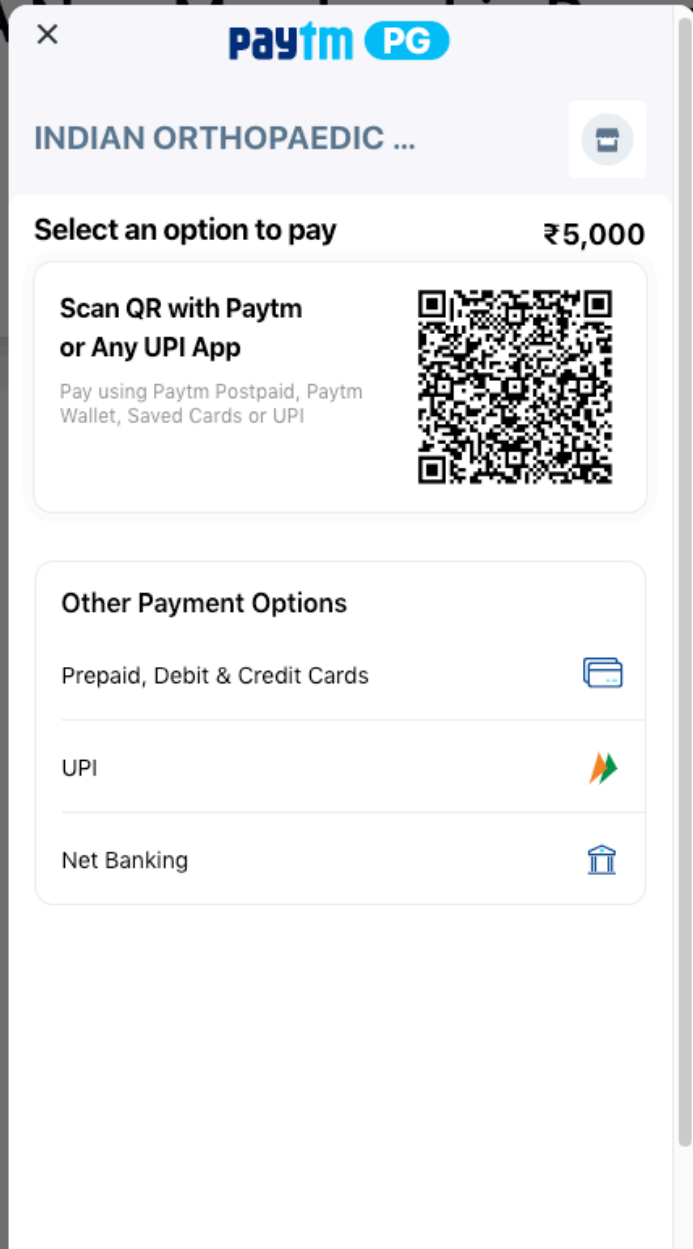 paytm PG
INDIAN ORTHOPAEDIC ...
Select an option to pay
₹5,000
Scan QR with Paytm
or Any UPI App
Pay using Paytm Postpaid, Paytm
Wallet, Saved Cards or UPI
Other Payment Options
Prepaid, Debit & Credit Cards
UPI
Net Banking